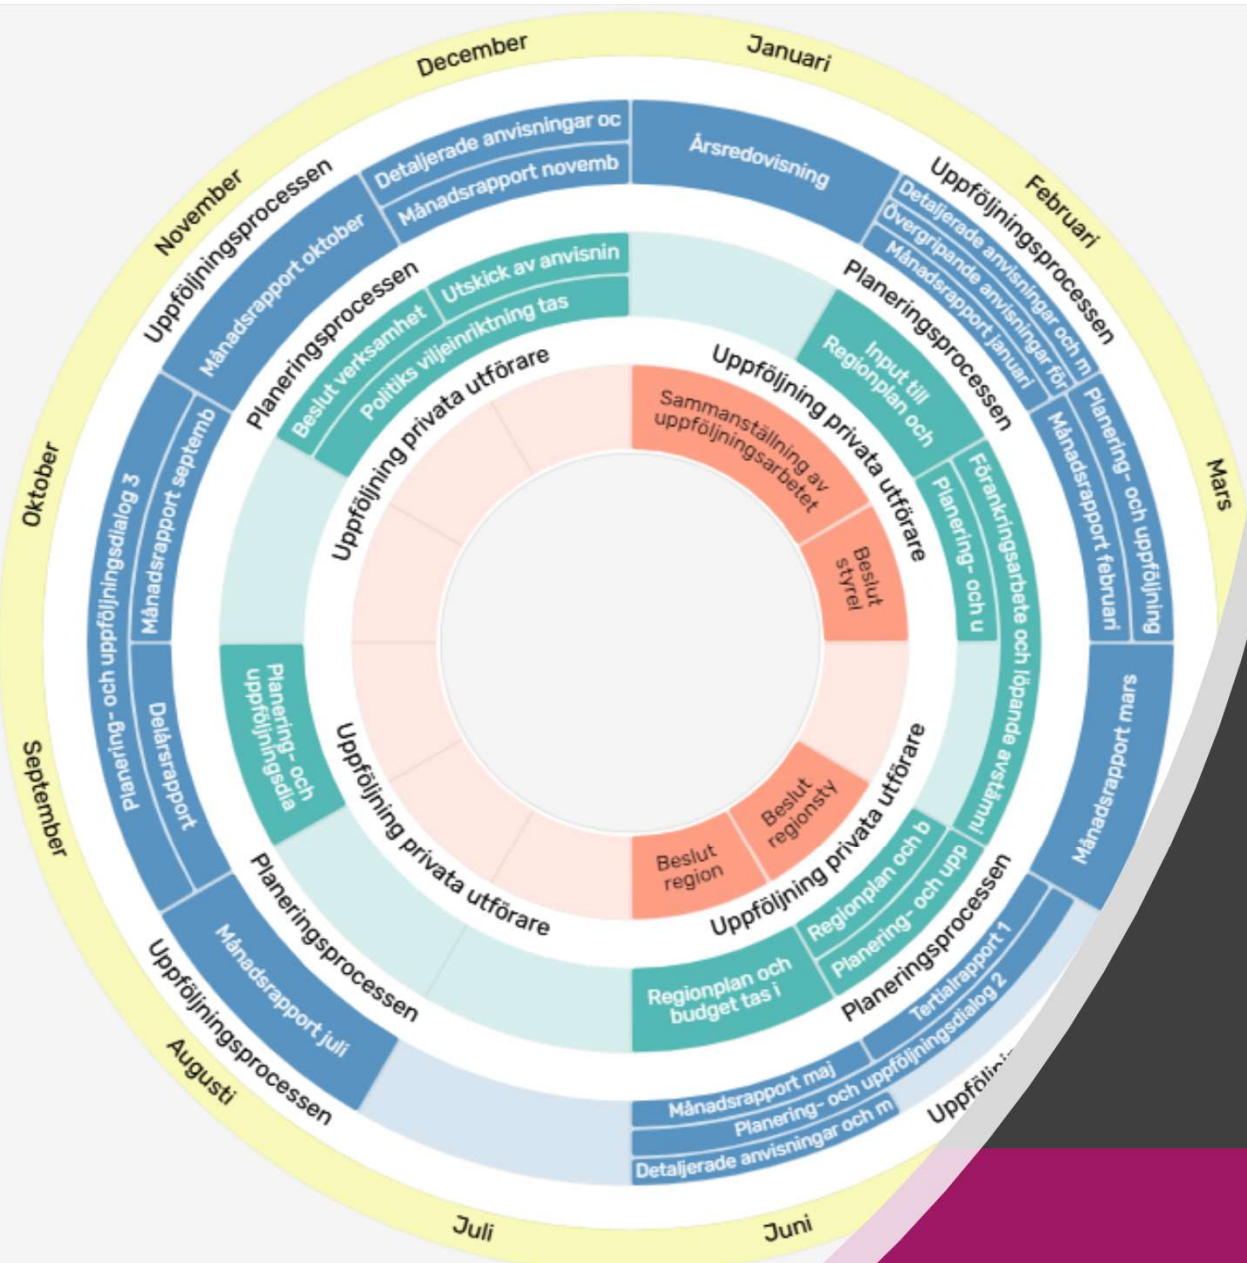 Januari
Februari
Mars
Juni
Juli
Augusti
September
Oktober
November
December
Uppföljningsprocessen
Årsredovisning
Detaljerade anvisningar och m
Övergripande anvisningar för
Månadsrapport januari
Planering- och uppföljning
Månadsrapport februari
Månadsrapport mars
Tertialrapport 1
Planering- och uppföljningsdialog 2
Månadsrapport maj
Detaljerade anvisningar och m
Uppföljningsprocessen
Månadsrapport juli
Delårsrapport
Planering- och uppföljningsdialog 3
Månadsrapport septemb
Uppföljningsprocessen
Månadsrapport oktober
Detaljerade anvisningar oc
Månadsrapport novemb
Planeringsprocessen
Input till
Regionplan och
Förankringsarbete och löpande avstämni
Planering- och u
Planeringsprocessen
Regionplan och b
Planering- och upp
Regionplan och
budget tas i
Planeringsprocessen
Planering- och
uppföljningsdia
Planeringsprocessen
Beslut verksamhet
Utskick av anvisnin
Politiks viljeinriktning tas
Uppföljning privata utförare
Sammanställning av
uppföljningsarbetet
Beslut
styrel
Uppföljning privata utförare
Beslut
regionsty
Beslut
region
Uppföljning privata utförare
Uppföljning privata utförare